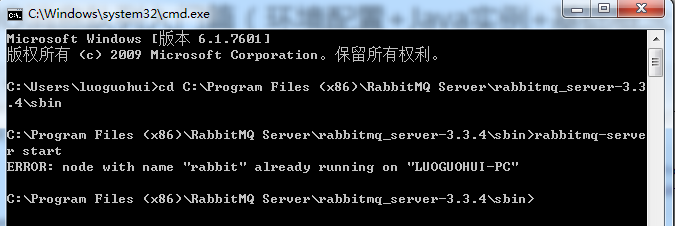 C:\Windows\system32\cmd.exe
Microsoft Windows [版本 6.1.7601]
版权所有 (c) 2009 Microsoft Corporation。保留所有权利。
C:\Users\luoguohui>cd C:\Program Files (x86)\RabbitMQ Server\rabbitmq_server-3.3
.4\sbin
C:\Program Files (x86)\RabbitMQ Server\rabbitmq_server-3.3.4\sbin>rabbitmq-serve
r start
ERROR: node with name "rabbit" already running on "LUOGUOHUI-PC"
C:\Program Files (x86)\RabbitMQ Server\rabbitmq_server-3.3.4\sbin>